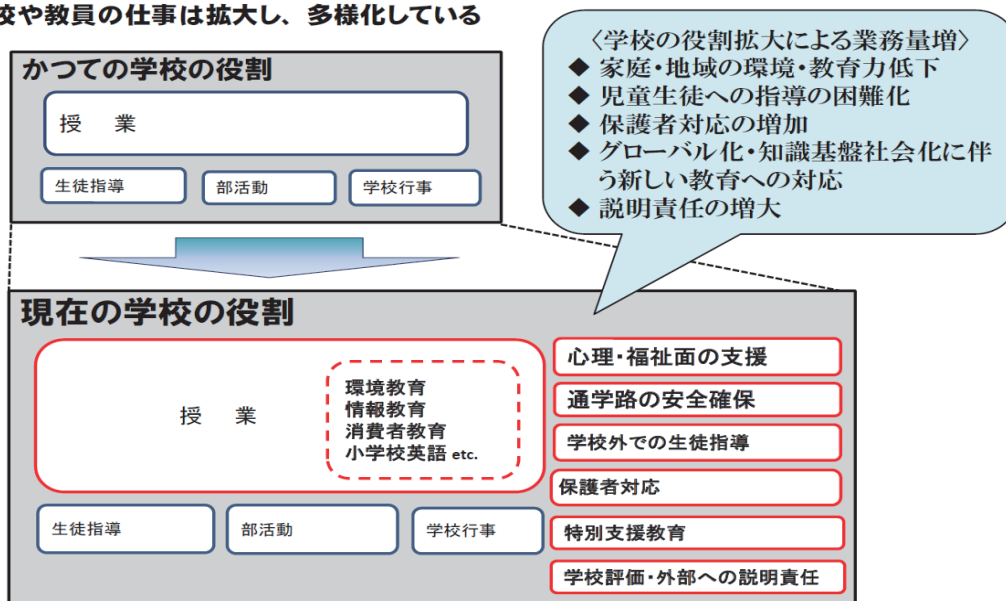 校や教員の仕事は拡大し、多様化している
かつての学校の役割
授　業
生徒指導
部活動
学校行事
〈学校の役割拡大による業務量増〉
◆ 家庭・地域の環境・教育力低下
◆ 児童生徒への指導の困難化
◆ 保護者対応の増加
◆ グローバル化・知識基盤社会化に伴
う新しい教育への対応
◆ 説明責任の増大
現在の学校の役割
授　業
環境教育
情報教育
消費者教育
小学校英語 etc.
生徒指導
部活動
学校行事
心理・福祉面の支援
通学路の安全確保
学校外での生徒指導
保護者対応
特別支援教育
学校評価・外部への説明責任